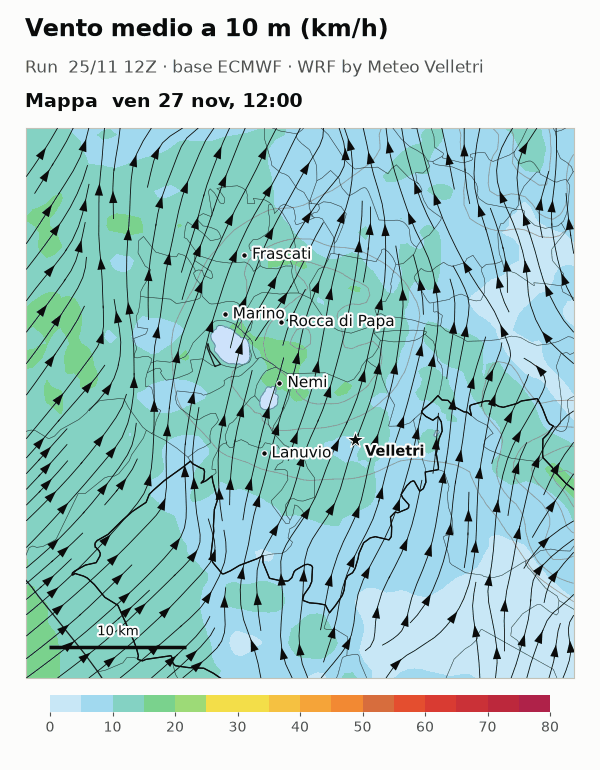 Vento medio a 10 m (km/h)
Run  25/11 12Z · base ECMWF · WRF by Meteo Velletri
Mappa  ven 27 nov, 12:00
Frascati
Marino
Rocca di Papa
Nemi
Velletri
Lanuvio
10 km
0 10 20 30 40 50 60 70 80